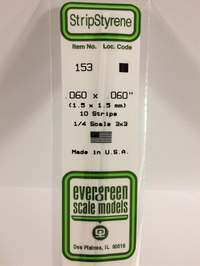 StripStyrene
Item No. Loc. Code
153
.060 x .060"
(1.5 x 1.5 mm)
10 Strips
1/4 Scale 3x3
Made in U.S.A.
evergreen
scale models
Des Plaines, IL 60018